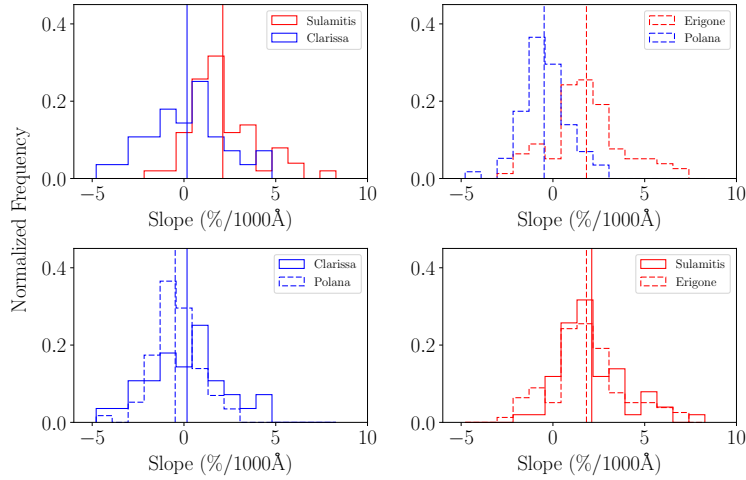 Normalized Frequency
0.4
0.2
0.0
−5
0
5
10
Slope (%/1000Å)
Sulamitis
Clarissa
0.4
0.2
0.0
−5
0
5
10
Slope (%/1000Å)
Erigone
Polana
0.4
0.2
0.0
−5
0
5
10
Slope (%/1000Å)
Clarissa
Polana
0.4
0.2
0.0
−5
0
5
10
Slope (%/1000Å)
Sulamitis
Erigone